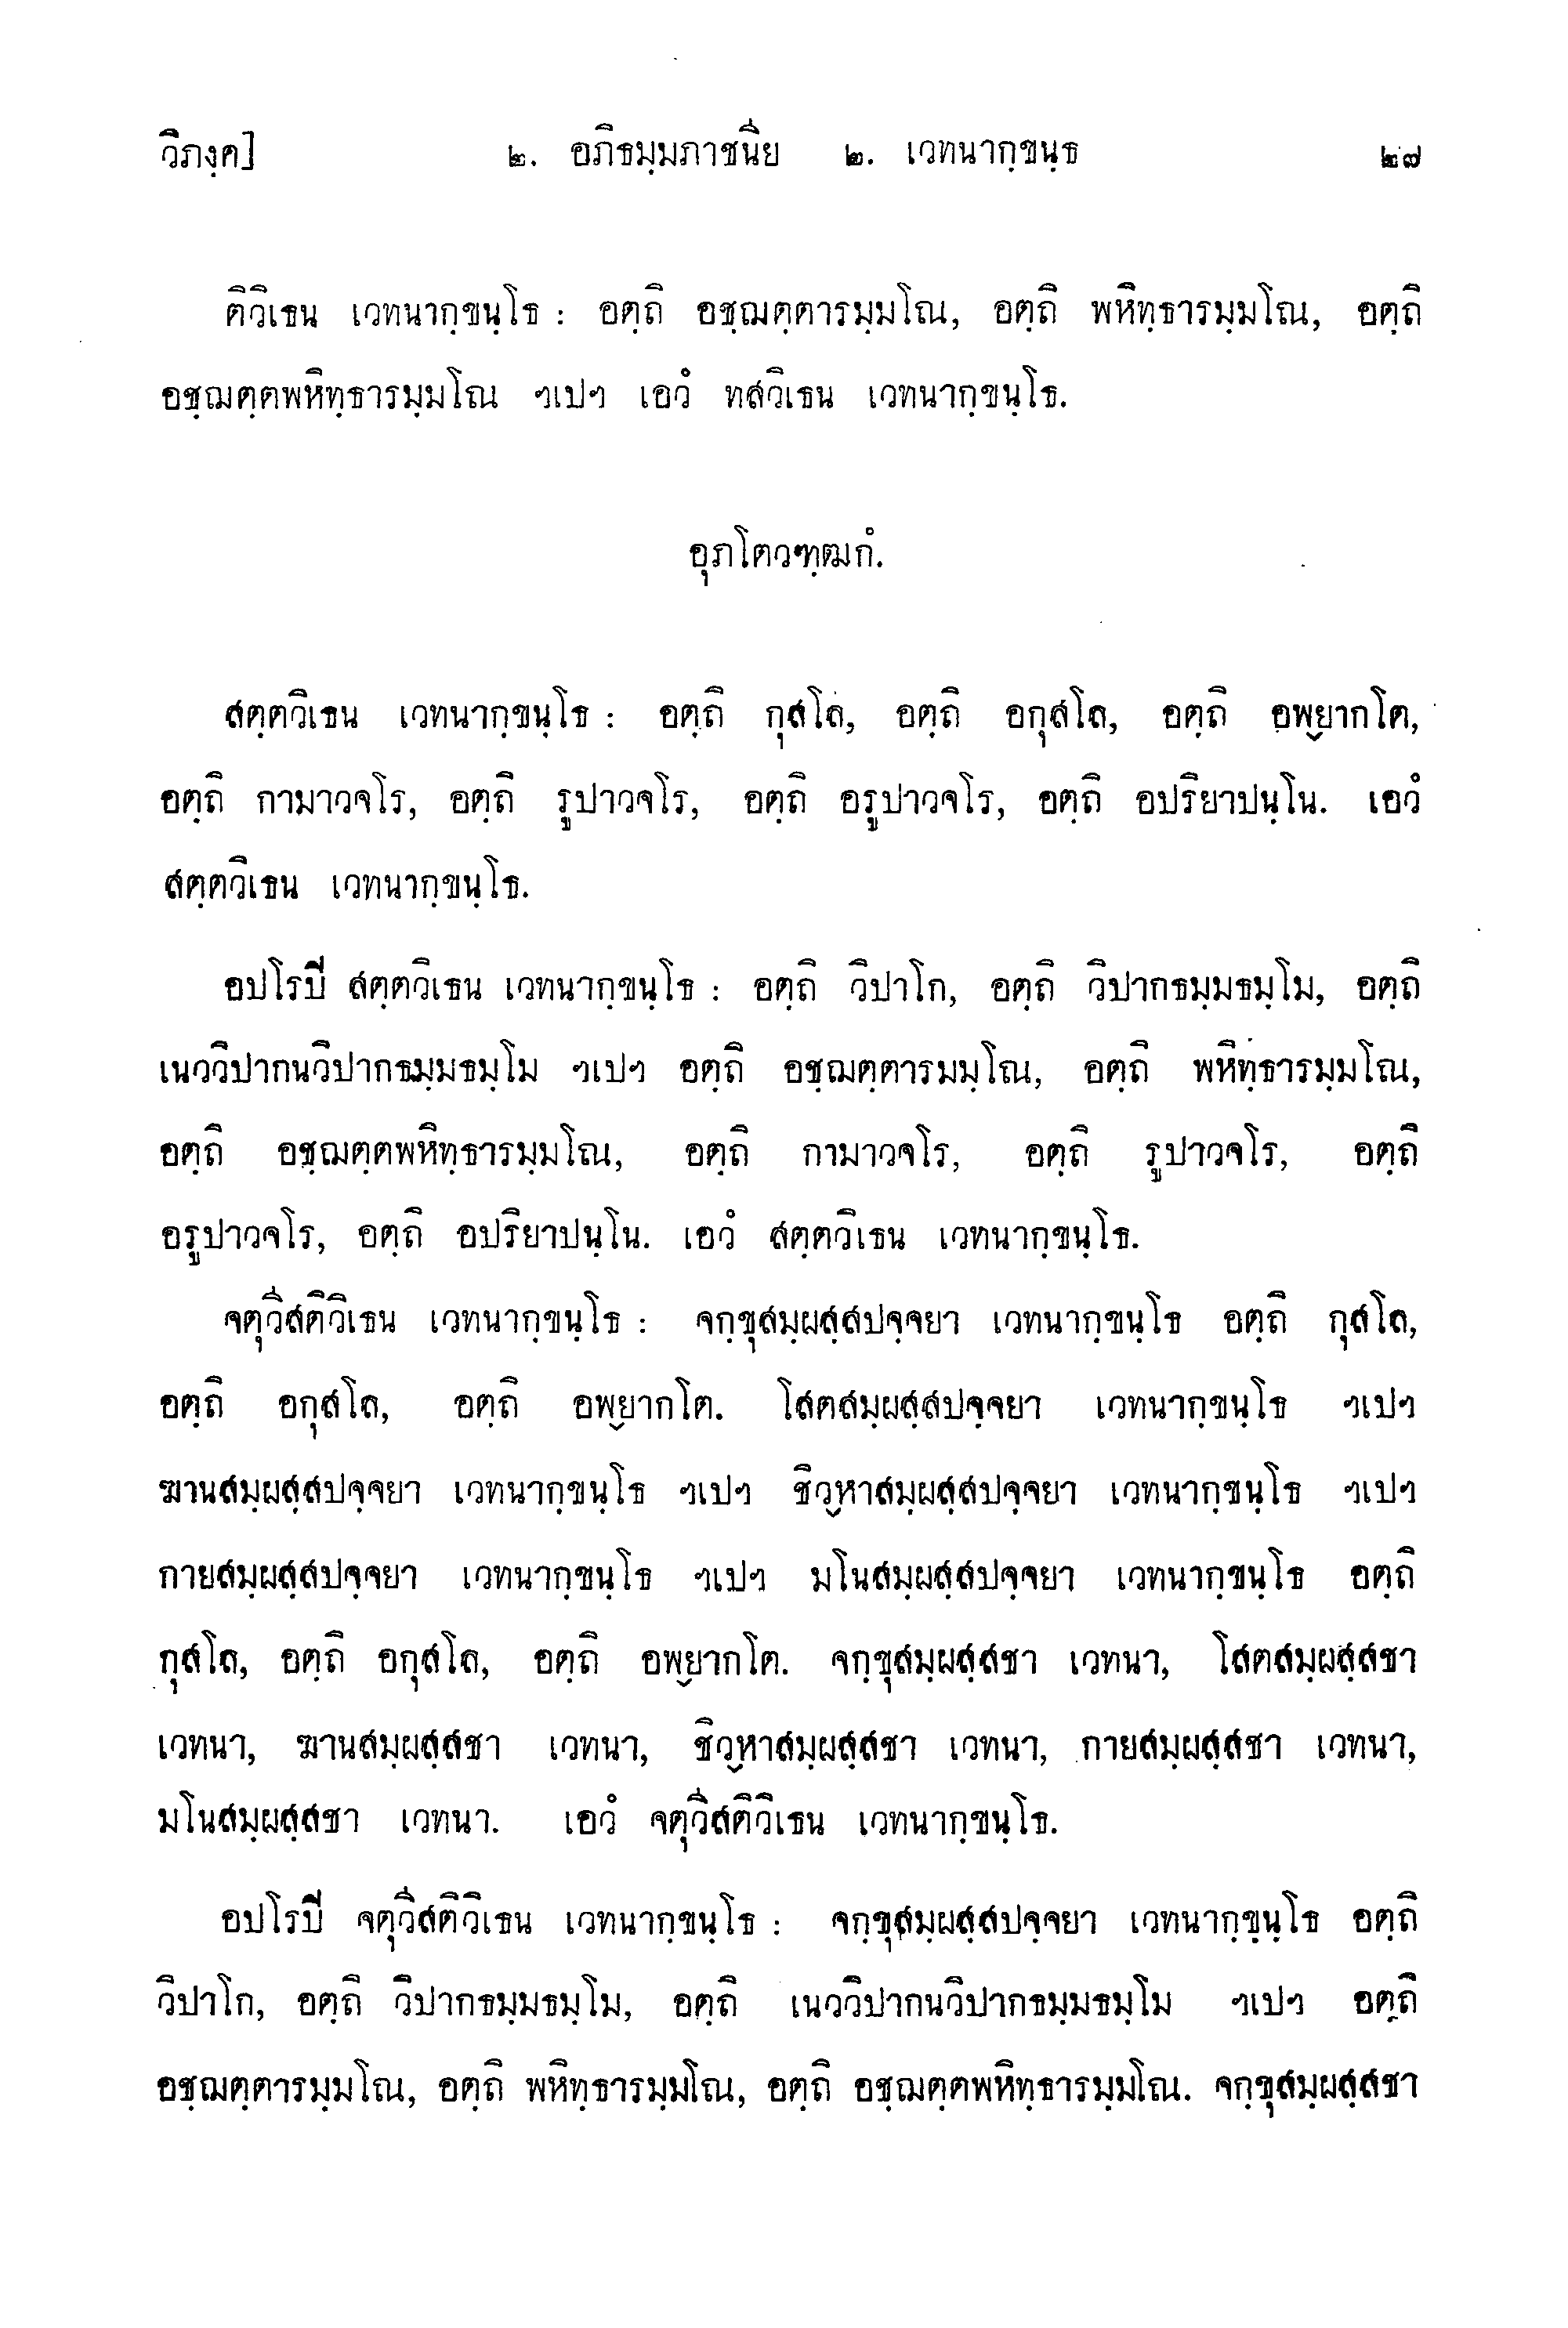 วิภงฺค] ๒. อภิธมฺมภาชนีย ๒. เวทนากฺขนฺธ ๒๗
ติวิเธน เวทนากฺขนฺโธ : อตฺถิ อชฺฌตฺตารมฺมโณ, อตฺถิ พหิทฺธารมฺมโณ, อตฺถิ
อชฺฌตฺตพหิทฺธารมฺมโณ ฯเปฯ เอวํ ทสวิเธน เวทนากฺขนฺโธ.
อุภโตวฑฺฒกํ.
สตฺตวิเธน เวทนากฺขนฺโธ : อตฺถิ กุสโล, อตฺถิ อกุสโล, อตฺถิ อพฺยากโต,
อตฺถิ กามาวจโร, อตฺถิ รูปาวจโร, อตฺถิ อรูปาวจโร, อตฺถิ อปริยาปนฺโน. เอวํ
สตฺตวิเธน เวทนากฺขนฺโธ.
อปโรปิ สตฺตวิเธน เวทนากฺขนฺโธ : อตฺถิ วิปาโก, อตฺถิ วิปากธมฺมธมฺโม, อตฺถิ
เนววิปากนวิปากธมฺมธมฺโม ฯเปฯ อตฺถิ อชฺฌตฺตารมมฺโณ, อตฺถิ พหิทฺธารมฺมโณ,
อตฺถิ อชฺฌตฺตพหิทฺธารมฺมโณ, อตฺถิ กามาวจโร, อตฺถิ รูปาวจโร, อตฺถิ
อรูปาวจโร, อตฺถิ อปริยาปนฺโน. เอวํ สตฺตวิเธน เวทนากฺขนฺโธ.
จตุวีสติวิเธน เวทนากฺขนฺโธ : จกฺขุสมฺผสฺสปจฺจยา เวทนากฺขนฺโธ อตฺถิ กุสโล,
อตฺถิ อกุสโล, อตฺถิ อพฺยากโต. โสตสมฺผสฺสปจฺจยา เวทนากฺขนฺโธ ฯเปฯ
ฆานสมฺผสฺสปจฺจยา เวทนากฺขนฺโธ ฯเปฯ ชิวฺหาสมฺผสฺสปจฺจยา เวทนากฺขนฺโธ ฯเปฯ
กายสมฺผสฺสปจฺจยา เวทนากฺขนฺโธ ฯเปฯ มโนสมฺผสฺสปจฺจยา เวทนากฺขนฺโธ อตฺถิ
กุสโล, อตฺถิ อกุสโล, อตฺถิ อพฺยากโต. จกฺขุสมฺผสฺสชา เวทนา, โสตสมฺผสฺสชา
เวทนา, ฆานสมฺผสฺสชา เวทนา, ชิวฺหาสมฺผสฺสชา เวทนา, กายสมฺผสฺสชา เวทนา,
มโนสมฺผสฺสชา เวทนา. เอวํ จตุวีสติวิเธน เวทนากฺขนฺโธ.
อปโรปิ จตุวีสติวิเธน เวทนากฺขนฺโธ : จกฺขุสมฺผสฺสปจฺจยา เวทนากฺขฺนฺโธ อตฺถิ
วิปาโก, อตฺถิ วิปากธมฺมธมฺโม, อตฺถิ เนววิปากนวิปากธมฺมธมฺโม ฯเปฯ อตฺถิ
อชฺฌตฺตารมฺมโณ, อตฺถิ พหิทฺธารมฺมโณ, อตฺถิ อชฺฌตฺตพหิทฺธารมฺมโณ. จกฺขุสมฺผสฺสชา